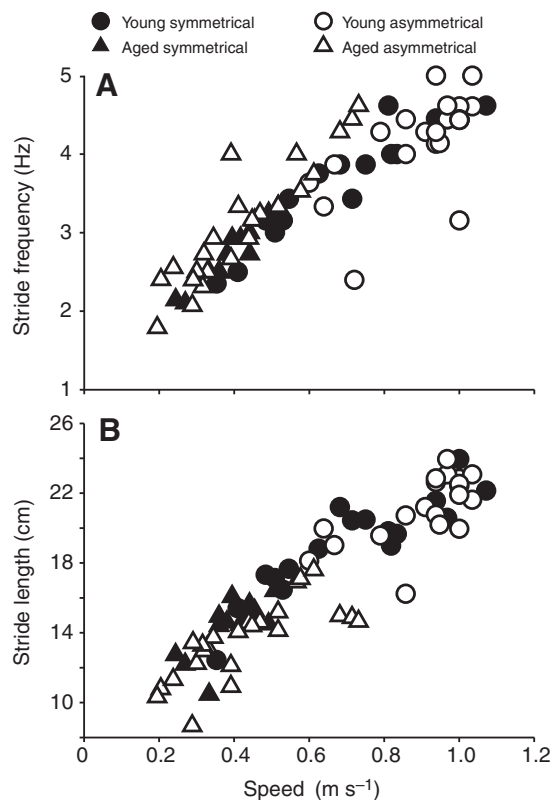 Young symmetrical Young asymmetrical
Aged symmetrical Aged asymmetrical
A
5
4
3
2
1
Stride frequency (Hz)
B
26
22
18
14
10
Stride length (cm)
0 0.2 0.4 0.6 0.8 1.0 1.2
Speed (m s⁻¹)